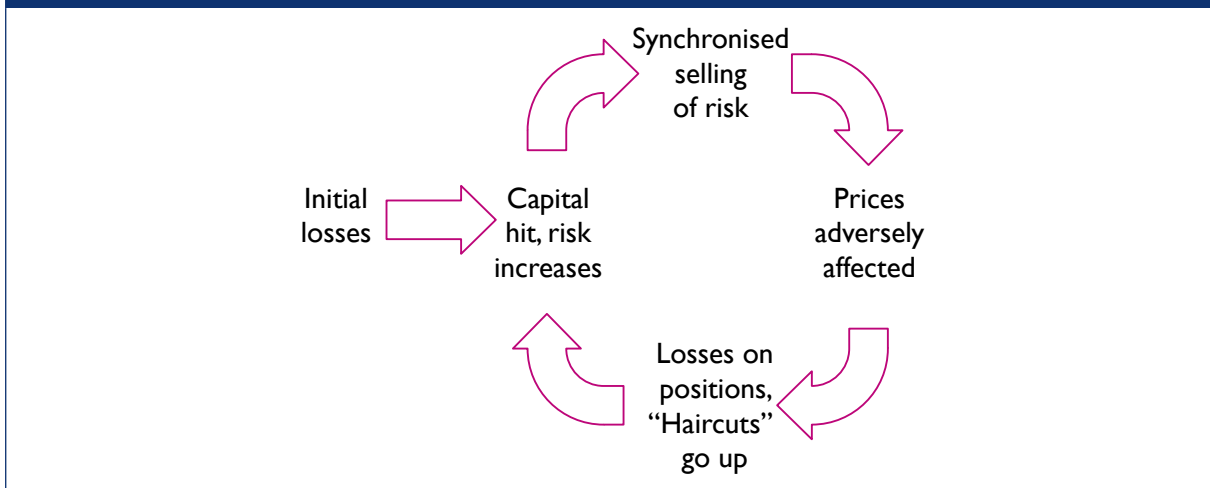 Synchronised
selling
of risk
Initial
losses
Capital
hit, risk
increases
Prices
adversely
affected
Losses on
positions,
“Haircuts”
go up